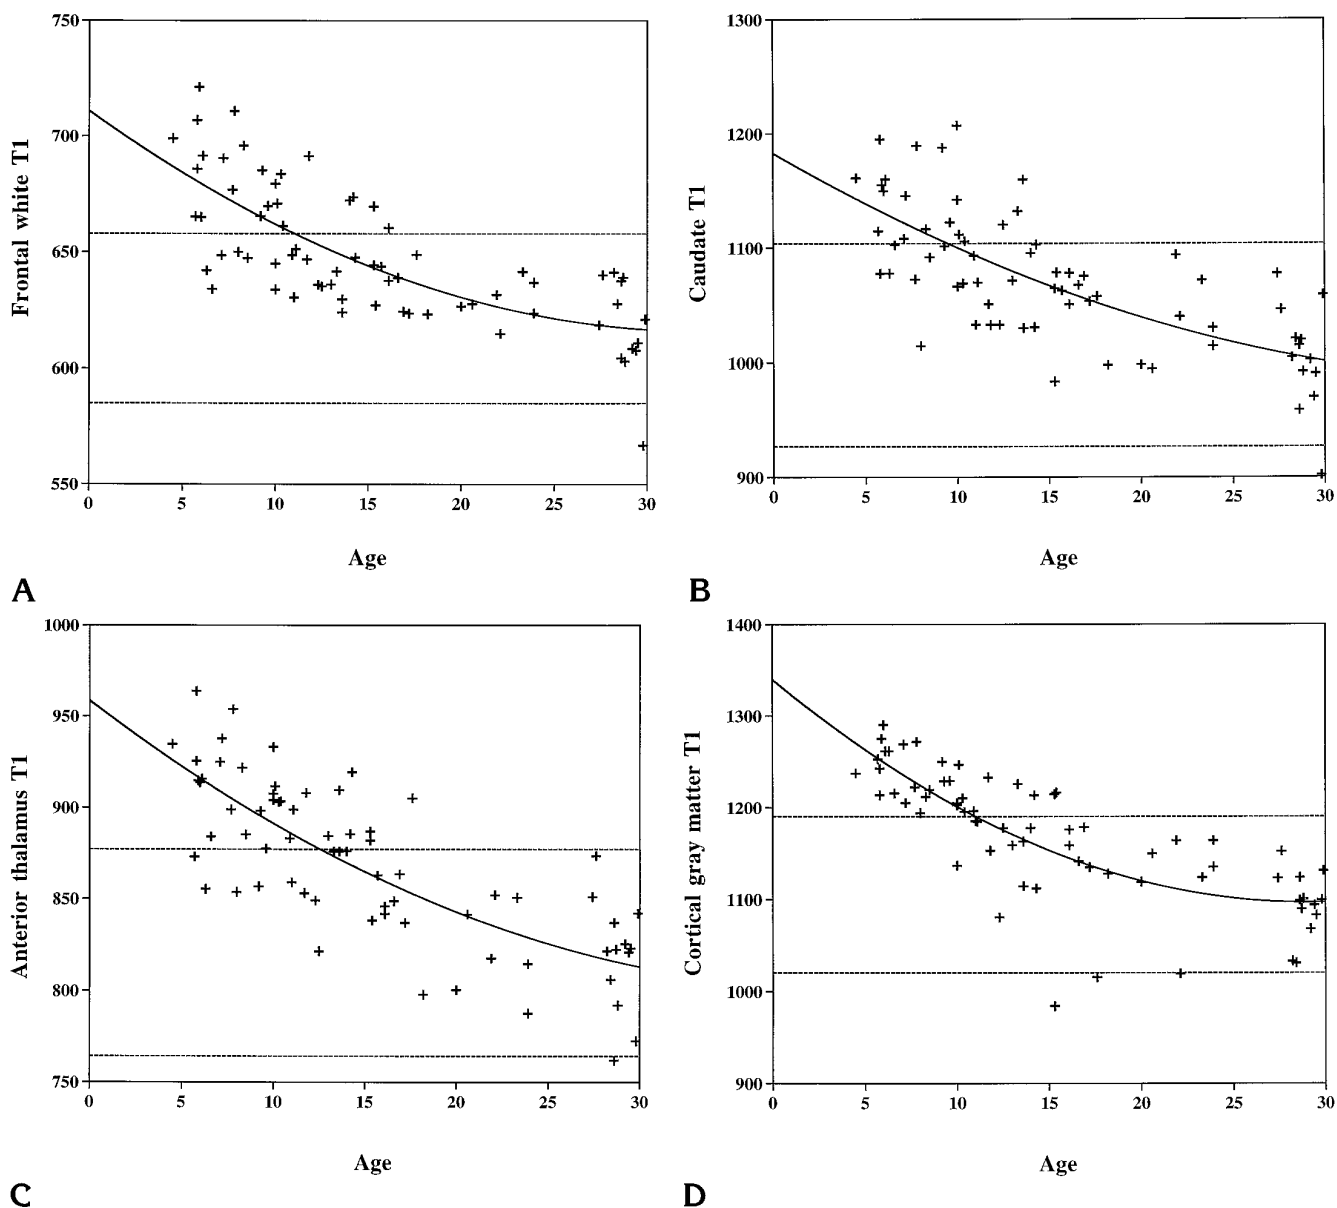 750
700
650
600
550
Frontal white T1
0 5 10 15 20 25 30
Age
A
1300
1200
1100
1000
900
Caudate T1
0 5 10 15 20 25 30
Age
B
1000
950
900
850
800
750
Anterior thalamus T1
0 5 10 15 20 25 30
Age
C
1400
1300
1200
1100
1000
900
Cortical gray matter T1
0 5 10 15 20 25 30
Age
D